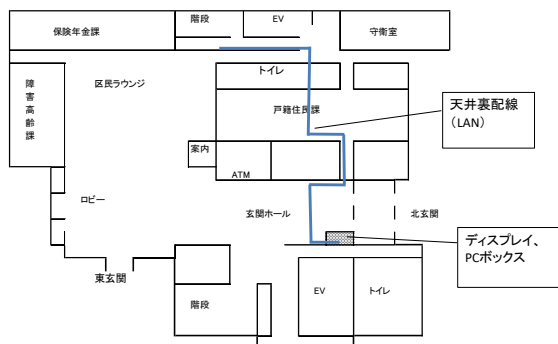 階段
EV
保険年金課
守衛室
トイレ
区民ラウンジ
障害高齢課
戸籍住民課
天井裏配線
(LAN)
案内
ATM
ロビー
玄関ホール
北玄関
ディスプレイ、
PCボックス
東玄関
階段
EV
トイレ